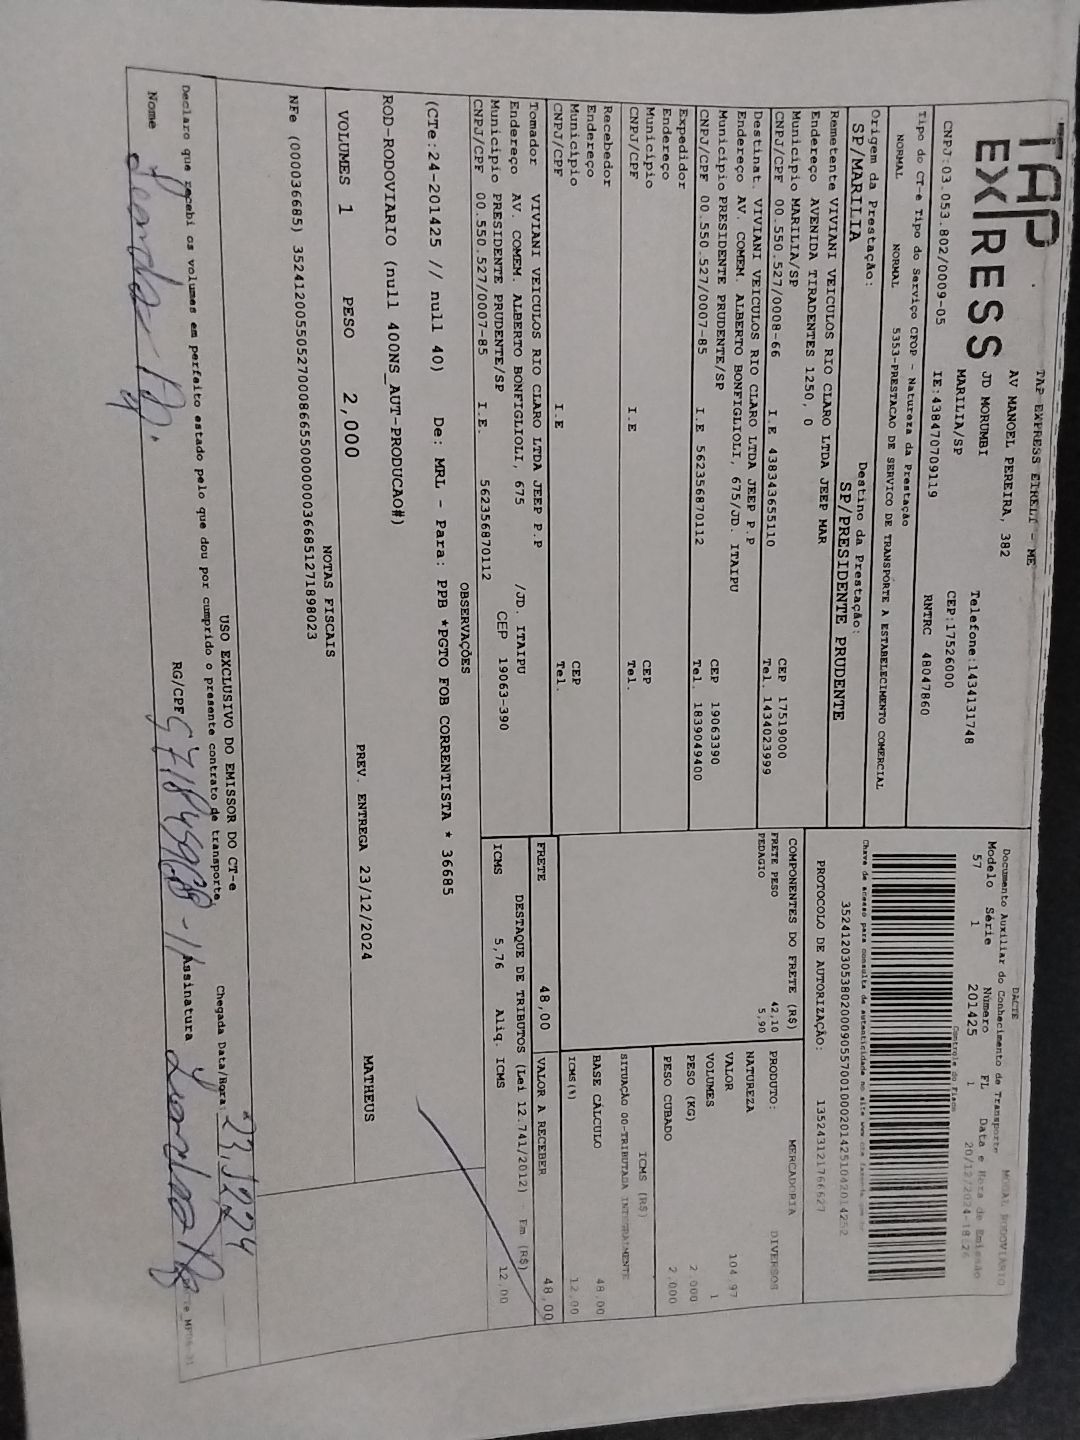 TAP EXPRESS
TAP EXPRESS EIRELI - ME
AV MANOEL PEREIRA, 382
JD MORUMBI
MARILIA/SP
Telefone:1434131748
CEP:17526000
CNPJ:03.053.802/0009-05 IE:438470709119 RNTRC 48047860
Tipo do CT-e Tipo do Serviço CFOP - Natureza da Prestação
NORMAL NORMAL 5353-PRESTACAO DE SERVICO DE TRANSPORTE A ESTABELECIMENTO COMERCIAL
Origem da Prestação: Destino da Prestação:
SP/MARILIA SP/PRESIDENTE PRUDENTE
Remetente VIVIANI VEICULOS RIO CLARO LTDA JEEP MAR
Endereço AVENIDA TIRADENTES 1250, 0
Município MARILIA/SP CEP 17519000
CNPJ/CPF 00.550.527/0008-66 I.E 438343655110 Tel. 1434023999
Destinat. VIVIANI VEICULOS RIO CLARO LTDA JEEP P.P
Endereço AV. COMEM. ALBERTO BONFIGLIOLI, 675/JD. ITAIPU
Município PRESIDENTE PRUDENTE/SP CEP 19063390
CNPJ/CPF 00.550.527/0007-85 I.E 562356870112 Tel. 1839049400
Expedidor
Endereço
Município CEP
CNPJ/CPF I.E Tel.
Recebedor
Endereço
Município CEP
CNPJ/CPF I.E Tel.
Tomador VIVIANI VEICULOS RIO CLARO LTDA JEEP P.P
Endereço AV. COMEM. ALBERTO BONFIGLIOLI, 675 /JD. ITAIPU
Município PRESIDENTE PRUDENTE/SP CEP 19063-390
CNPJ/CPF 00.550.527/0007-85 I.E. 562356870112
DACTE
Documento Auxiliar do Conhecimento de Transporte MODAL RODOVIARIO
Modelo Série Número FL Data e Hora de Emissão
57 1 201425 1 20/12/2024-18:26
Controle do Fisco
Chave de acesso para consulta de autenticidade no site
PROTOCOLO DE AUTORIZAÇÃO:
COMPONENTES DO FRETE (R$)
FRETE PESO 42,10
PEDAGIO 5,90
PRODUTO: MERCADORIA
NATUREZA DIVERSOS
VALOR 104,97
VOLUMES 1
PESO (KG) 2,000
PESO CUBADO 2,000
ICMS (R$)
SITUAÇÃO 00-TRIBUTADA INTEGRALMENTE
BASE CÁLCULO 48,00
ICMS(%) 12,00
FRETE 48,00 VALOR A RECEBER 48,00
DESTAQUE DE TRIBUTOS (Lei 12.741/2012) - Em (R$)
ICMS 5,76 Aliq. ICMS 12,00
OBSERVAÇÕES
(CTe:24-201425 // null 40) De: MRL - Para: PPB *PGTO FOB CORRENTISTA * 36685
ROD-RODOVIARIO (null 400NS_AUT-PRODUCAO#)
VOLUMES 1 PESO 2,000 PREV. ENTREGA 23/12/2024 MATHEUS
NOTAS FISCAIS
NFe (000036685)
USO EXCLUSIVO DO EMISSOR DO CT-e
Declaro que recebi os volumes em perfeito estado pelo que dou por cumprido o presente contrato de transporte
Chegada Data/Hora: 23.12.24
Nome RG/CPF Assinatura